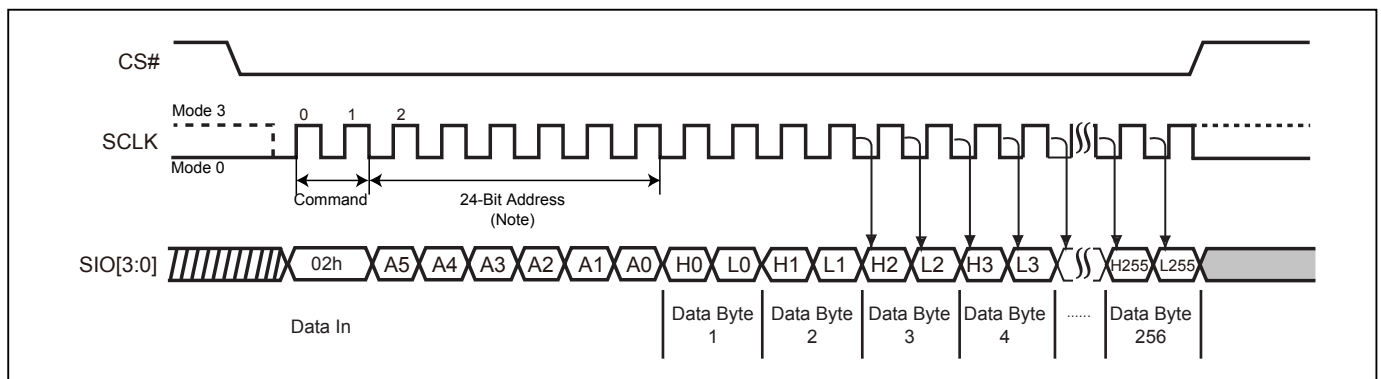 CS#
Mode 3
0 1 2
SCLK
Mode 0
Command
24-Bit Address
(Note)
SIO[3:0]
02h A5 A4 A3 A2 A1 A0 H0 L0 H1 L1 H2 L2 H3 L3 H255 L255
Data In
Data Byte 1
Data Byte 2
Data Byte 3
Data Byte 4
......
Data Byte 256